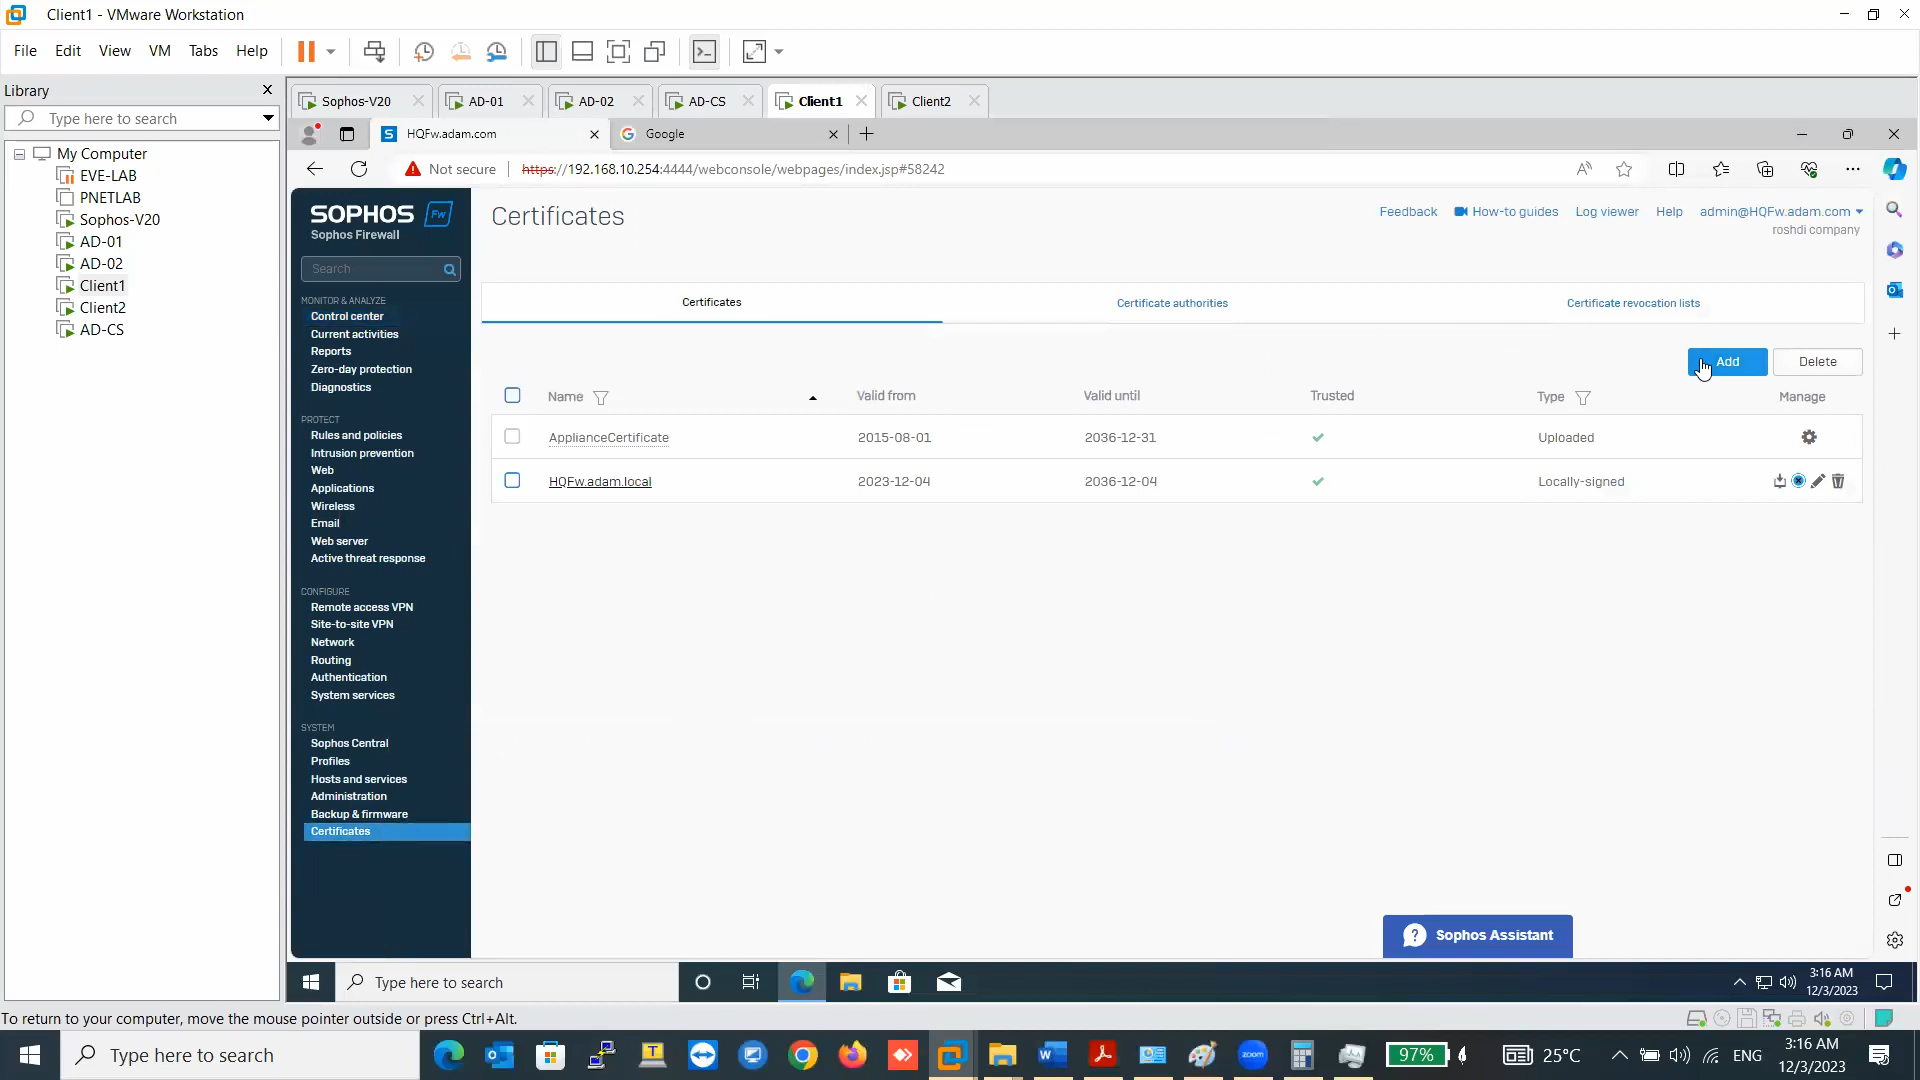 Client1 - VMware Workstation
File Edit View VM Tabs Help
Library
Type here to search
My Computer
EVE-LAB
PNETLAB
Sophos-V20
AD-01
AD-02
Client1
Client2
AD-CS
Sophos-V20 AD-01 AD-02 AD-CS Client1 Client2
HQFw.adam.com Google
Not secure https://192.168.10.254:4444/webconsole/webpages/index.jsp#58242
SOPHOS Fw
Sophos Firewall
Search
MONITOR & ANALYZE
Control center
Current activities
Reports
Zero-day protection
Diagnostics
PROTECT
Rules and policies
Intrusion prevention
Web
Applications
Wireless
Email
Web server
Active threat response
CONFIGURE
Remote access VPN
Site-to-site VPN
Network
Routing
Authentication
System services
SYSTEM
Sophos Central
Profiles
Hosts and services
Administration
Backup & firmware
Certificates
Certificates
Feedback How-to guides Log viewer Help admin@HQFw.adam.com
roshdi company
Certificates Certificate authorities Certificate revocation lists
Add Delete
Name Valid from Valid until Trusted Type Manage
ApplianceCertificate 2015-08-01 2036-12-31 Uploaded
HQFw.adam.local 2023-12-04 2036-12-04 Locally-signed
Sophos Assistant
Type here to search
3:16 AM
12/3/2023
To return to your computer, move the mouse pointer outside or press Ctrl+Alt.
Type here to search
zoom
97%
25°C
ENG
3:16 AM
12/3/2023